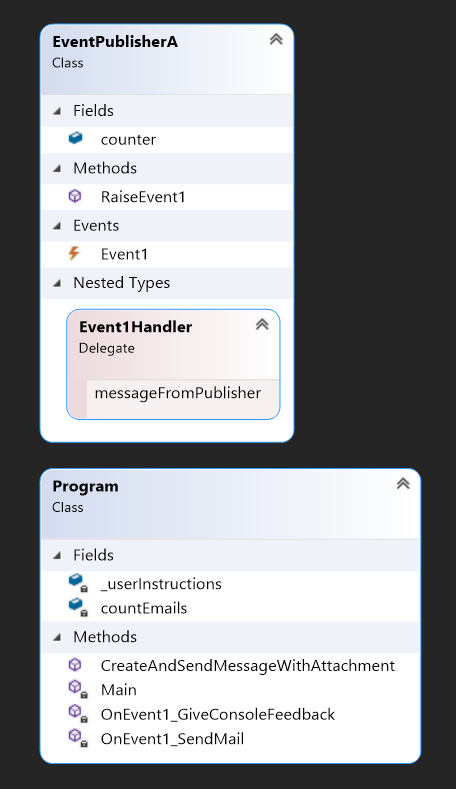 EventPublisherA
Class
Fields
counter
Methods
RaiseEvent1
Events
Event1
Nested Types
Event1Handler
Delegate
messageFromPublisher
Program
Class
Fields
_userInstructions
countEmails
Methods
CreateAndSendMessageWithAttachment
Main
OnEvent1_GiveConsoleFeedback
OnEvent1_SendMail